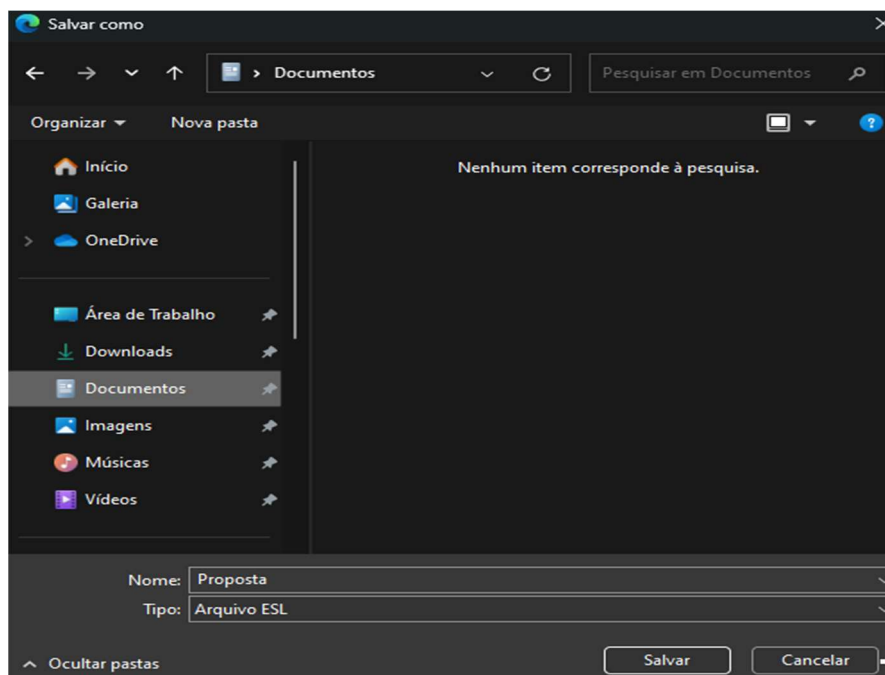 Salvar como
Documentos
Pesquisar em Documentos
Organizar
Nova pasta
Início
Nenhum item corresponde à pesquisa.
Galeria
OneDrive
Área de Trabalho
Downloads
Documentos
Imagens
Músicas
Vídeos
Nome: Proposta
Tipo: Arquivo ESL
Ocultar pastas
Salvar
Cancelar